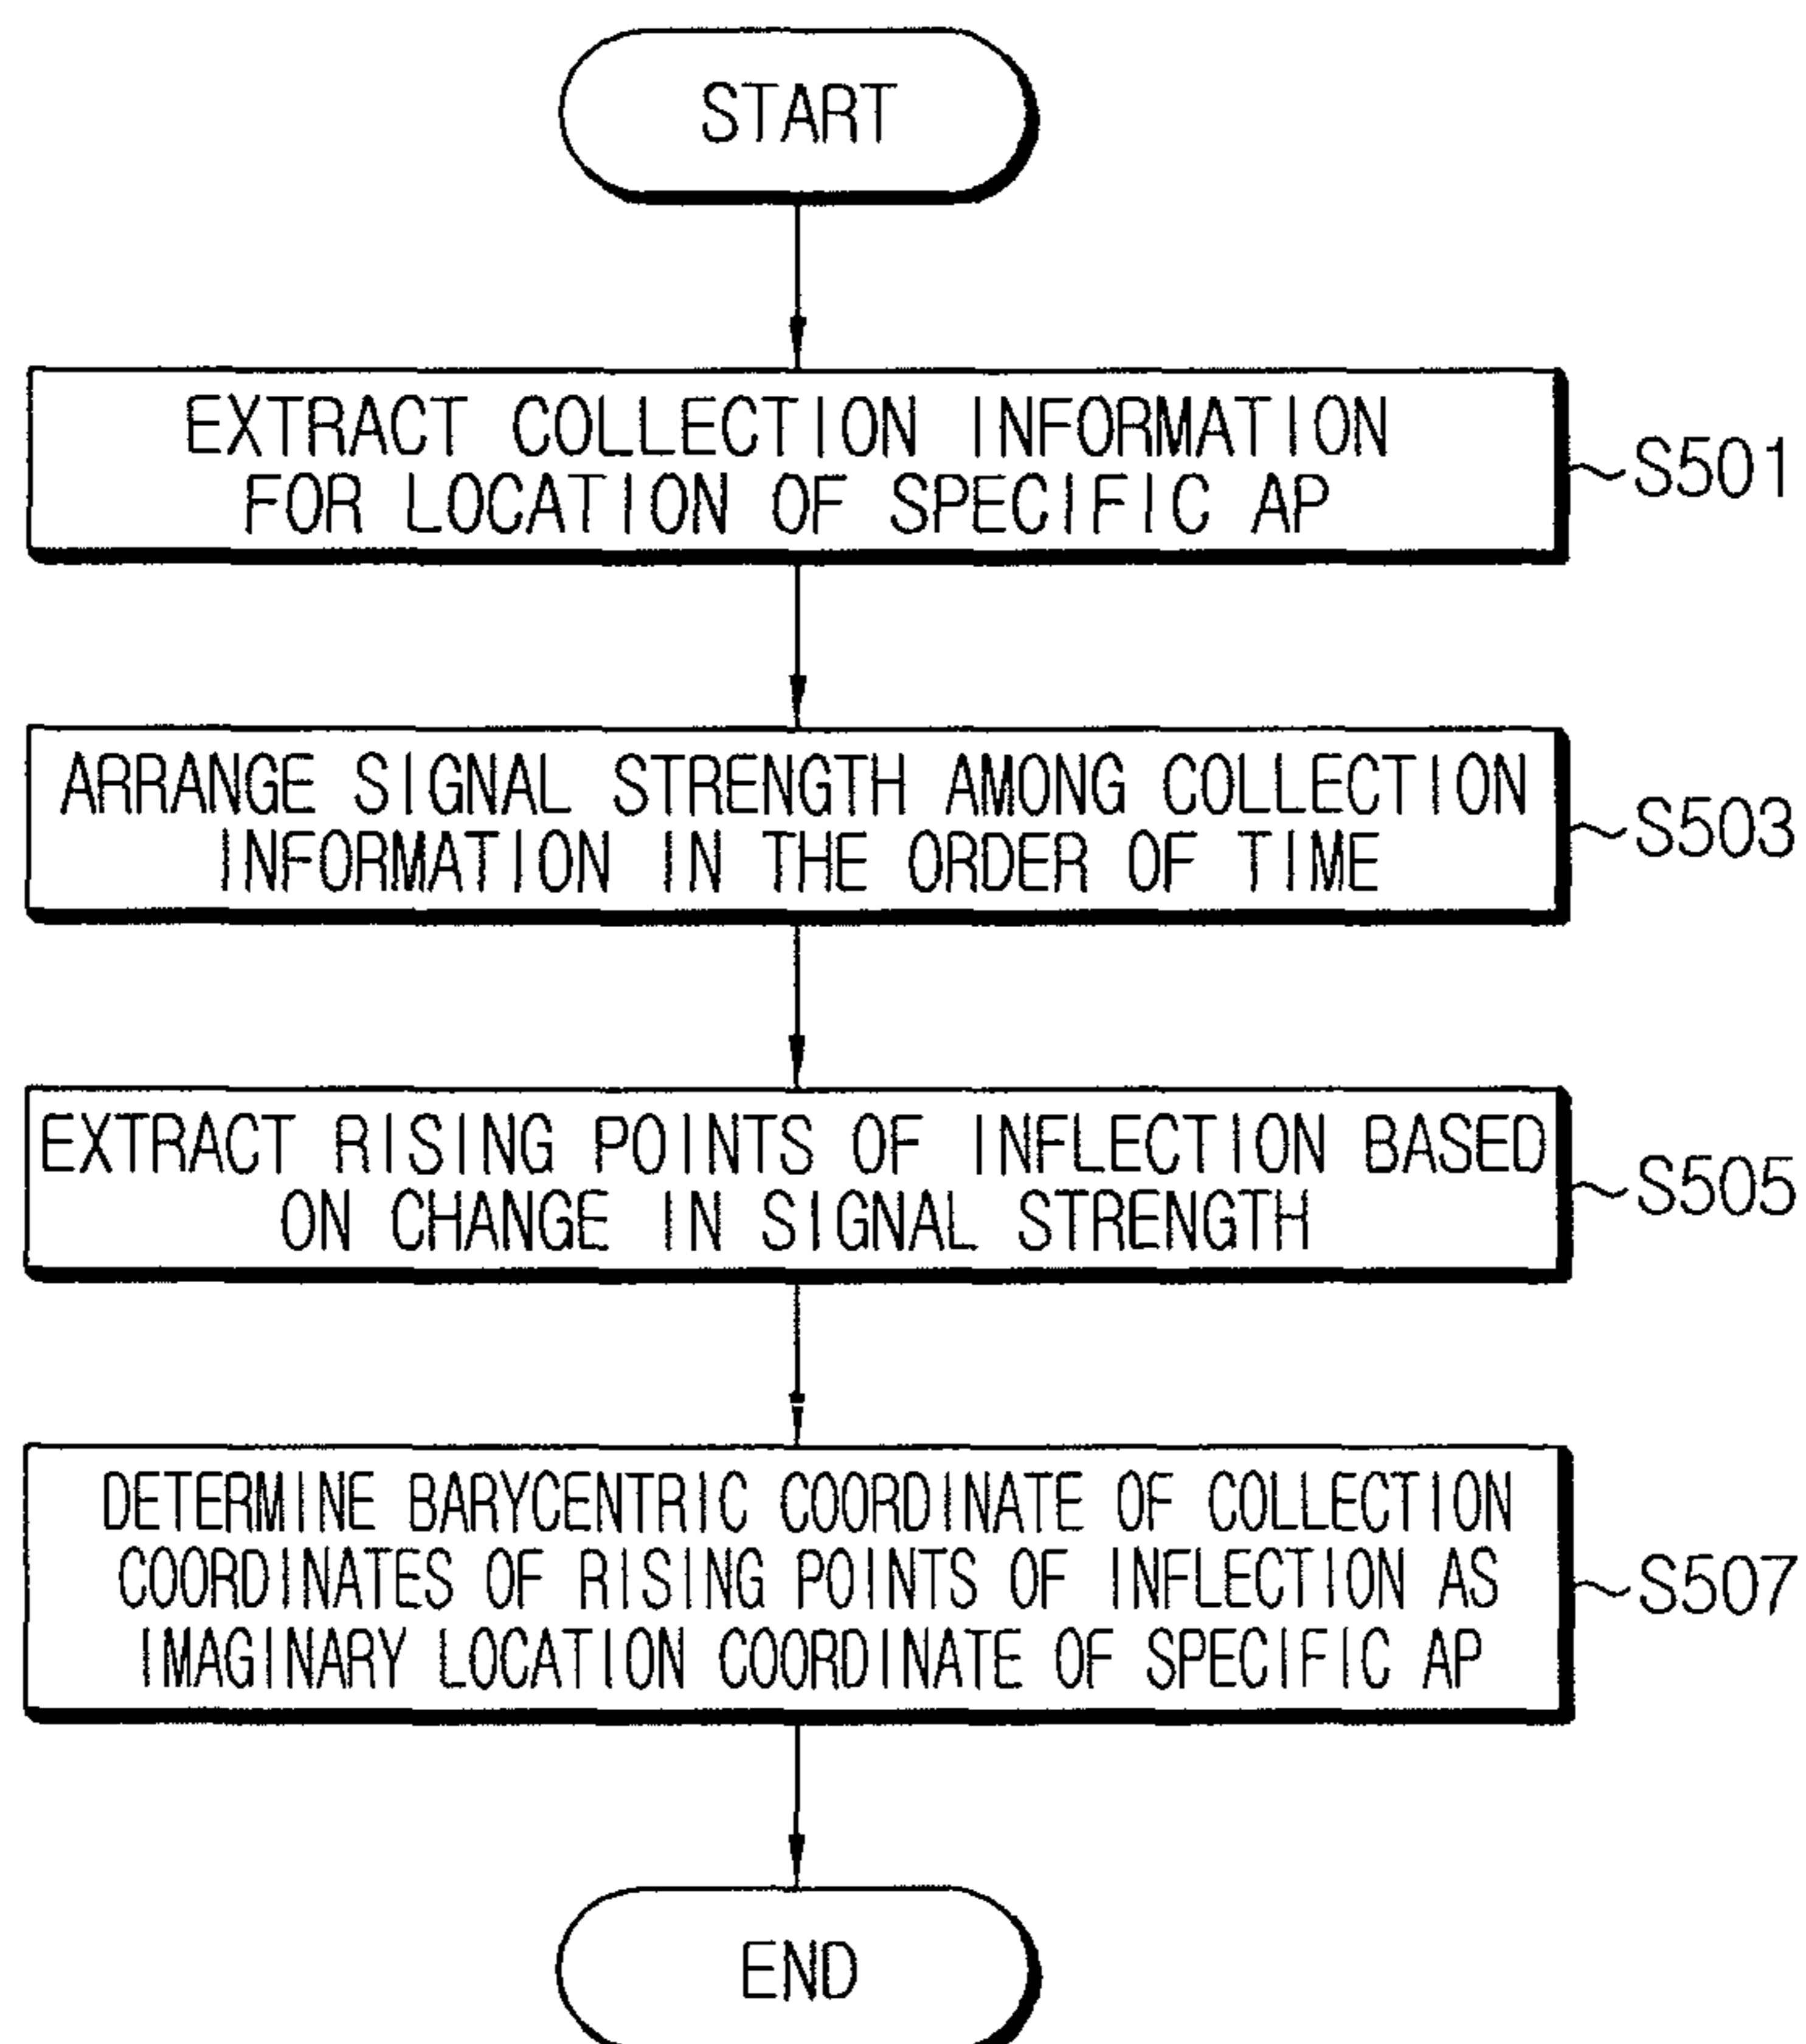 START
EXTRACT COLLECTION INFORMATION
FOR LOCATION OF SPECIFIC AP
S501
ARRANGE SIGNAL STRENGTH AMONG COLLECTION
INFORMATION IN THE ORDER OF TIME
S503
EXTRACT RISING POINTS OF INFLECTION BASED
ON CHANGE IN SIGNAL STRENGTH
S505
DETERMINE BARYCENTRIC COORDINATE OF COLLECTION
COORDINATES OF RISING POINTS OF INFLECTION AS
IMAGINARY LOCATION COORDINATE OF SPECIFIC AP
S507
END